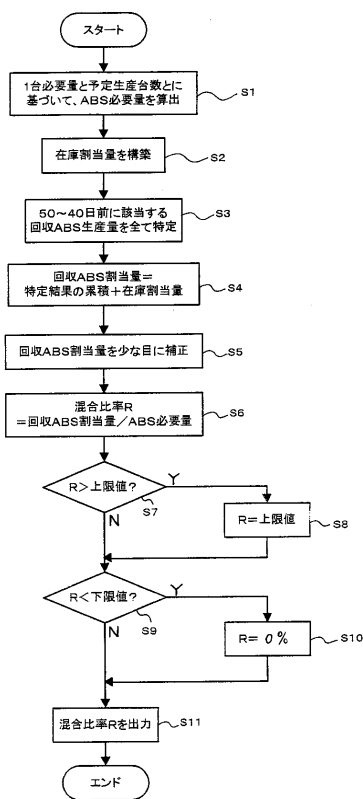 スタート
1台必要量と予定生産台数とに
基づいて、ABS必要量を算出
S1
在庫割当量を構築
S2
50～40日前に該当する
回収ABS生産量を全て特定
S3
回収ABS割当量＝
特定結果の累積＋在庫割当量
S4
回収ABS割当量を少な目に補正
S5
混合比率R
＝回収ABS割当量／ABS必要量
S6
R＞上限値？
Y
S7
N
R＝上限値
S8
R＜下限値？
Y
S9
N
R＝ 0％
S10
混合比率Rを出力
S11
エンド